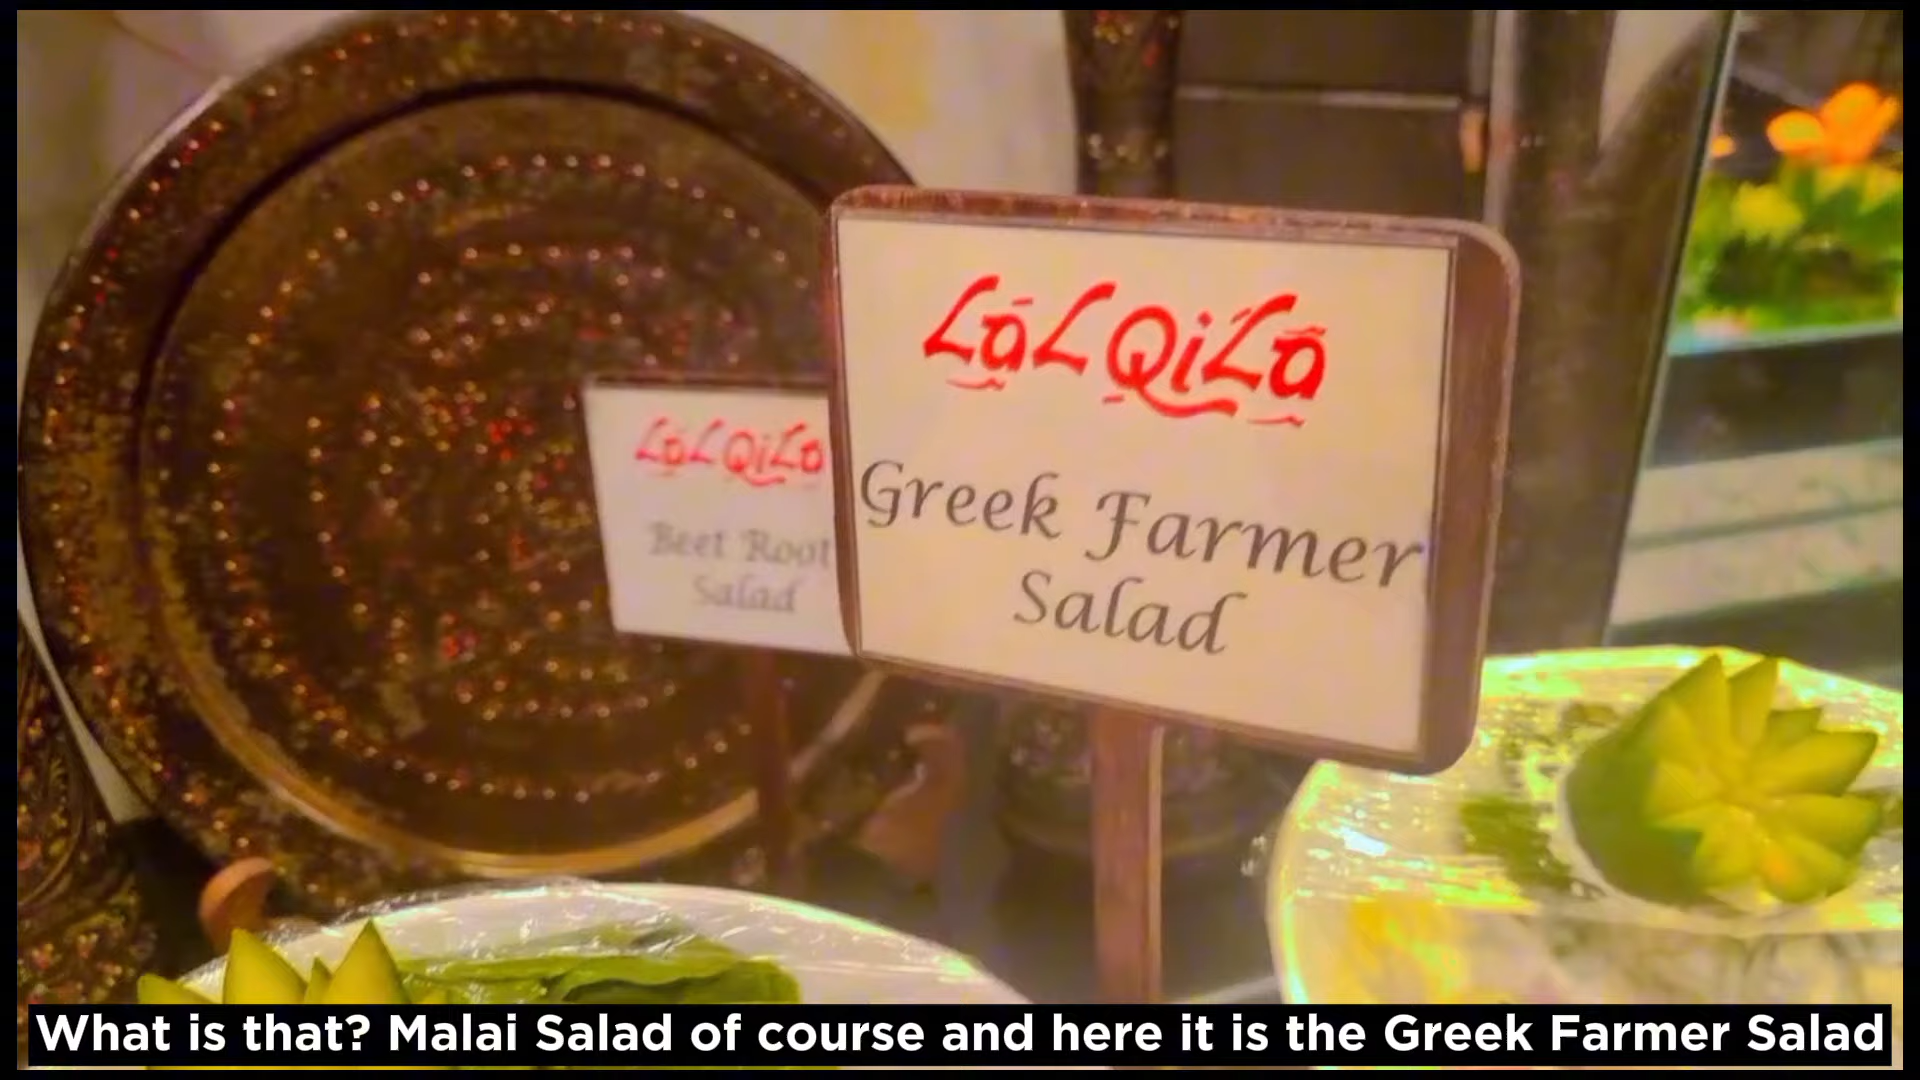 LaL QiLa
Beet Root
Salad
LaL QiLa
Greek Farmer
Salad
What is that? Malai Salad of course and here it is the Greek Farmer Salad